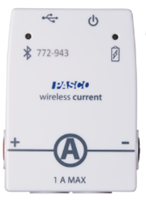 772-943
PASCO
wireless current
+ A -
1 A MAX